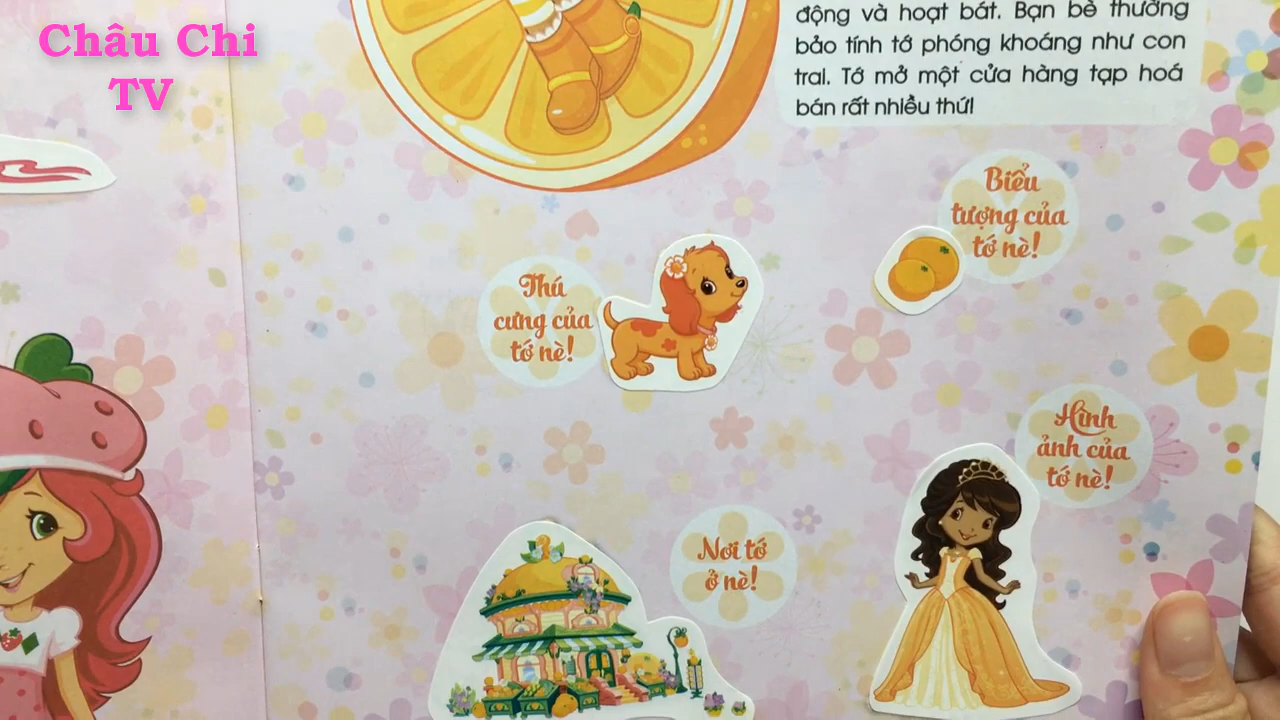 Châu Chi
TV
động và hoạt bát. Bạn bè thường
bảo tính tớ phóng khoáng như con
trai. Tớ mở một cửa hàng tạp hoá
bán rất nhiều thứ!
Biểu
tượng của
tớ nè!
Thú
cưng của
tớ nè!
Hình
ảnh của
tớ nè!
Nơi tớ
ở nè!